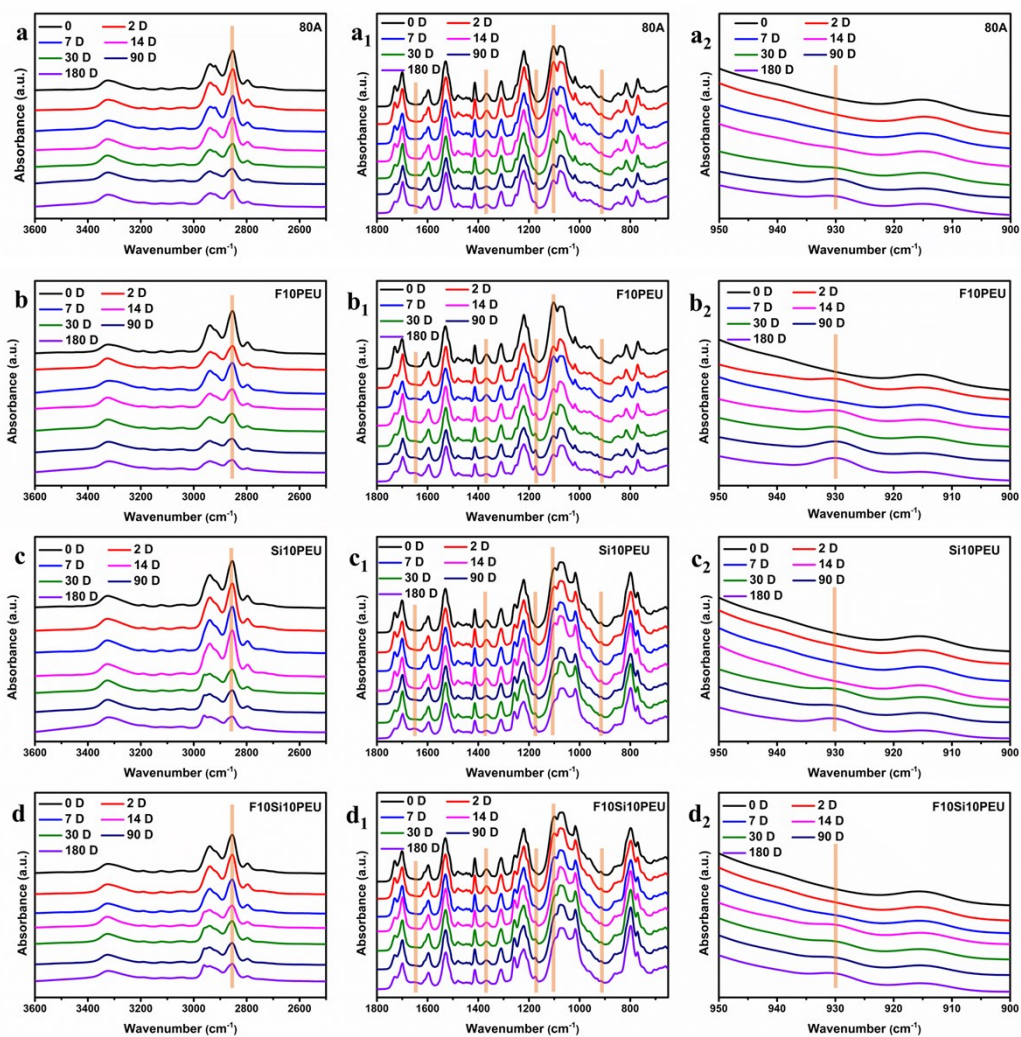 a 80A
0 2 D
7 D 14 D
30 D 90 D
180 D
Absorbance (a.u.)
3600 3400 3200 3000 2800 2600
Wavenumber (cm-1)
a1 80A
0 2 D
7 D 14 D
30 D 90 D
180 D
Absorbance (a.u.)
1800 1600 1400 1200 1000 800
Wavenumber (cm-1)
a2 80A
0 2 D
7 D 14 D
30 D 90 D
180 D
Absorbance (a.u.)
950 940 930 920 910 900
Wavenumber (cm-1)
b F10PEU
0 D 2 D
7 D 14 D
30 D 90 D
180 D
Absorbance (a.u.)
3600 3400 3200 3000 2800 2600
Wavenumber (cm-1)
b1 F10PEU
0 D 2 D
7 D 14 D
30 D 90 D
180 D
Absorbance (a.u.)
1800 1600 1400 1200 1000 800
Wavenumber (cm-1)
b2 F10PEU
0 D 2 D
7 D 14 D
30 D 90 D
180 D
Absorbance (a.u.)
950 940 930 920 910 900
Wavenumber (cm-1)
c Si10PEU
0 D 2 D
7 D 14 D
30 D 90 D
180 D
Absorbance (a.u.)
3600 3400 3200 3000 2800 2600
Wavenumber (cm-1)
c1 Si10PEU
0 D 2 D
7 D 14 D
30 D 90 D
180 D
Absorbance (a.u.)
1800 1600 1400 1200 1000 800
Wavenumber (cm-1)
c2 Si10PEU
0 D 2 D
7 D 14 D
30 D 90 D
180 D
Absorbance (a.u.)
950 940 930 920 910 900
Wavenumber (cm-1)
d F10Si10PEU
0 D 2 D
7 D 14 D
30 D 90 D
180 D
Absorbance (a.u.)
3600 3400 3200 3000 2800 2600
Wavenumber (cm-1)
d1 F10Si10PEU
0 D 2 D
7 D 14 D
30 D 90 D
180 D
Absorbance (a.u.)
1800 1600 1400 1200 1000 800
Wavenumber (cm-1)
d2 F10Si10PEU
0 D 2 D
7 D 14 D
30 D 90 D
180 D
Absorbance (a.u.)
950 940 930 920 910 900
Wavenumber (cm-1)